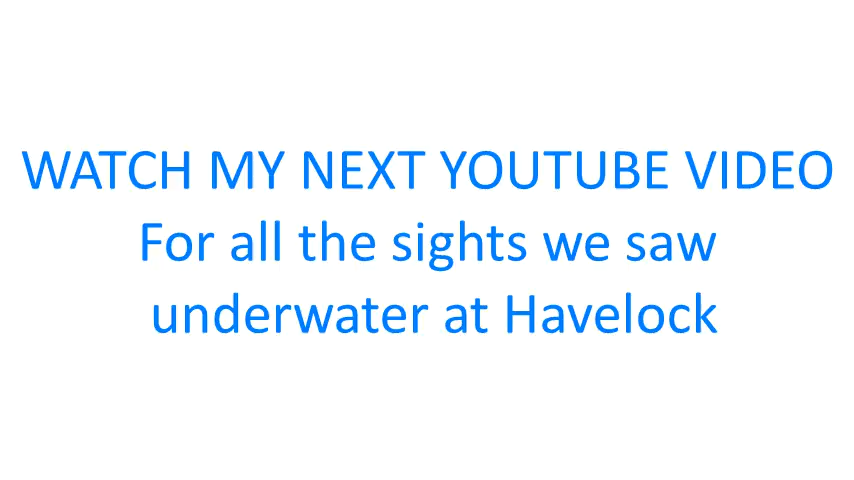 WATCH MY NEXT YOUTUBE VIDEO
For all the sights we saw
underwater at Havelock